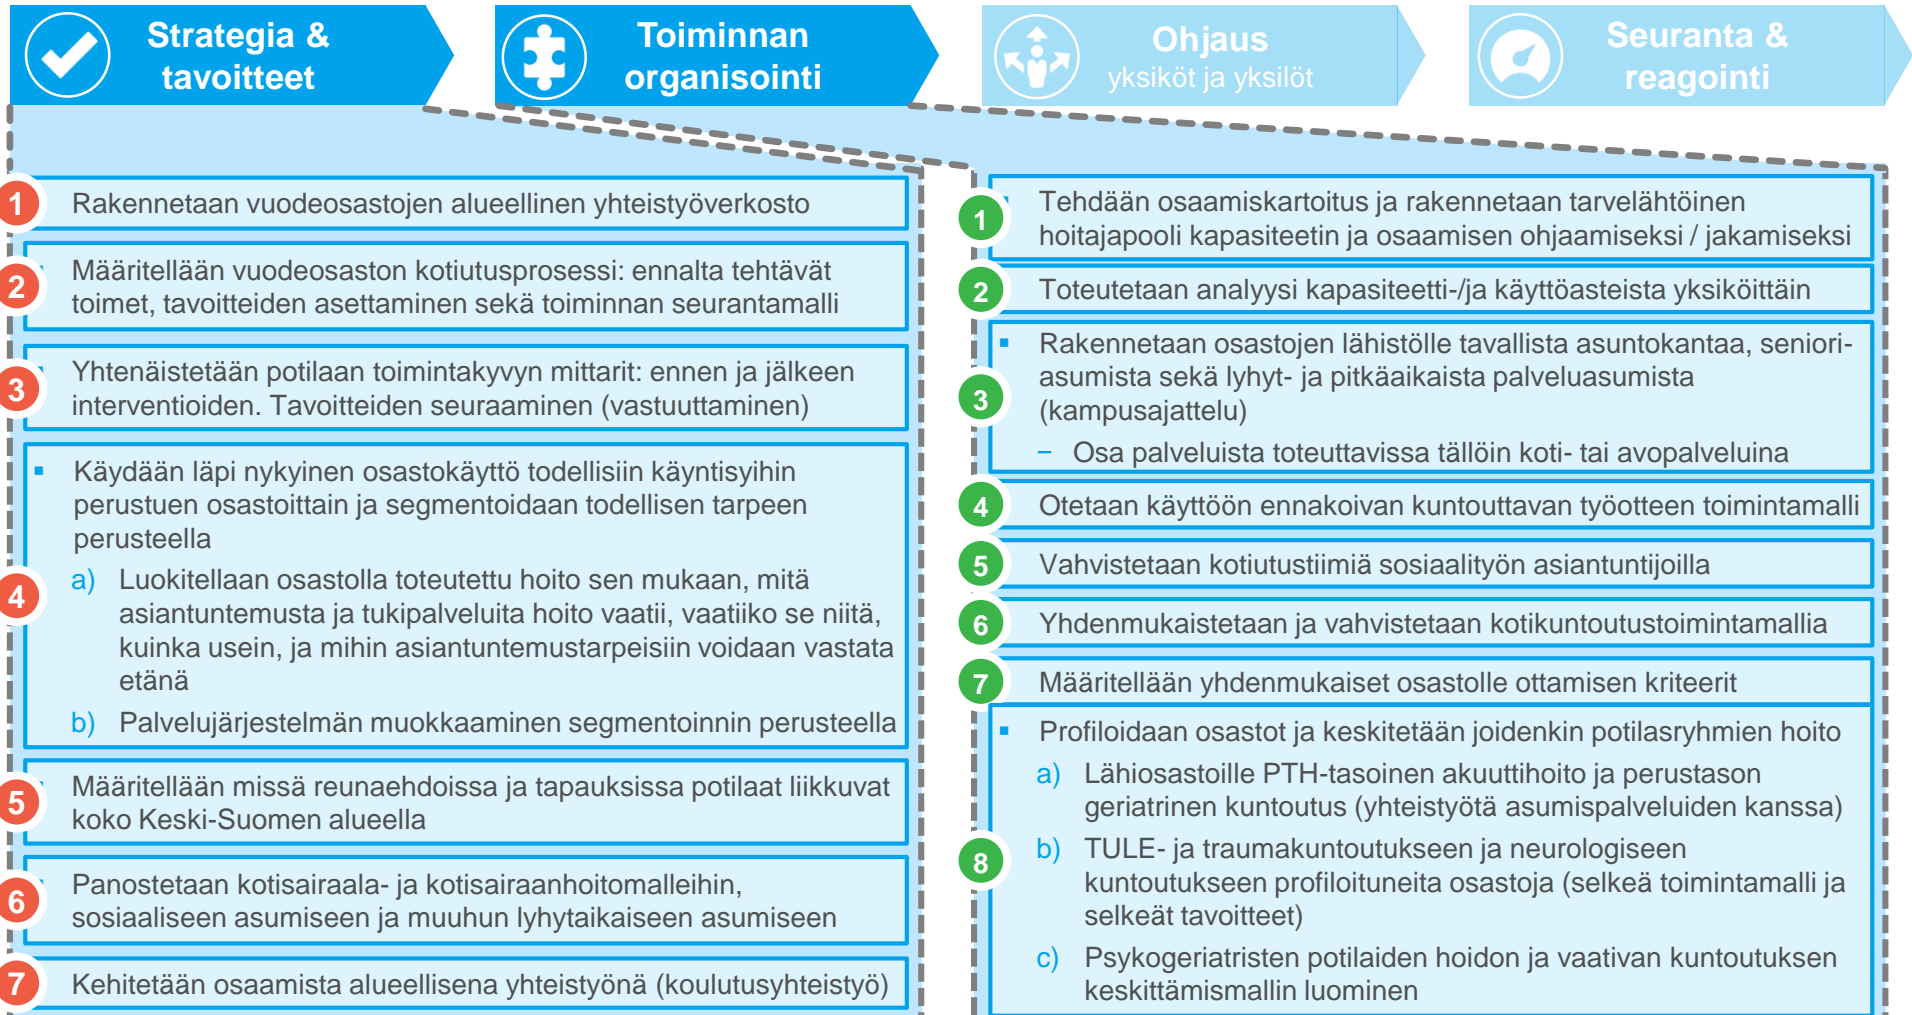 Strategia &
tavoitteet
Toiminnan
organisointi
Ohjaus
yksiköt ja yksilöt
Seuranta &
reagointi
1
Rakennetaan vuodeosastojen alueellinen yhteistyöverkosto
2
Määritellään vuodeosaston kotiutusprosessi: ennalta tehtävät
toimet, tavoitteiden asettaminen sekä toiminnan seurantamalli
3
Yhtenäistetään potilaan toimintakyvyn mittarit: ennen ja jälkeen
interventioiden. Tavoitteiden seuraaminen (vastuuttaminen)
4
▪ Käydään läpi nykyinen osastokäyttö todellisiin käyntisyihin
perustuen osastoittain ja segmentoidaan todellisen tarpeen
perusteella
a) Luokitellaan osastolla toteutettu hoito sen mukaan, mitä
asiantuntemusta ja tukipalveluita hoito vaatii, vaatiiko se niitä,
kuinka usein, ja mihin asiantuntemustarpeisiin voidaan vastata
etänä
b) Palvelujärjestelmän muokkaaminen segmentoinnin perusteella
5
Määritellään missä reunaehdoissa ja tapauksissa potilaat liikkuvat
koko Keski-Suomen alueella
6
Panostetaan kotisairaala- ja kotisairaanhoitomalleihin,
sosiaaliseen asumiseen ja muuhun lyhytaikaiseen asumiseen
7
Kehitetään osaamista alueellisena yhteistyönä (koulutusyhteistyö)
1
Tehdään osaamiskartoitus ja rakennetaan tarvelähtöinen
hoitajapooli kapasiteetin ja osaamisen ohjaamiseksi / jakamiseksi
2
Toteutetaan analyysi kapasiteetti-/ja käyttöasteista yksiköittäin
3
▪ Rakennetaan osastojen lähistölle tavallista asuntokantaa, seniori-
asumista sekä lyhyt- ja pitkäaikaista palveluasumista
(kampusajattelu)
– Osa palveluista toteuttavissa tällöin koti- tai avopalveluina
4
Otetaan käyttöön ennakoivan kuntouttavan työotteen toimintamalli
5
Vahvistetaan kotiutustiimiä sosiaalityön asiantuntijoilla
6
Yhdenmukaistetaan ja vahvistetaan kotikuntoutustoimintamallia
7
Määritellään yhdenmukaiset osastolle ottamisen kriteerit
8
▪ Profiloidaan osastot ja keskitetään joidenkin potilasryhmien hoito
a) Lähiosastoille PTH-tasoinen akuuttihoito ja perustason
geriatrinen kuntoutus (yhteistyötä asumispalveluiden kanssa)
b) TULE- ja traumakuntoutukseen ja neurologiseen
kuntoutukseen profiloituneita osastoja (selkeä toimintamalli ja
selkeät tavoitteet)
c) Psykogeriatristen potilaiden hoidon ja vaativan kuntoutuksen
keskittämismallin luominen